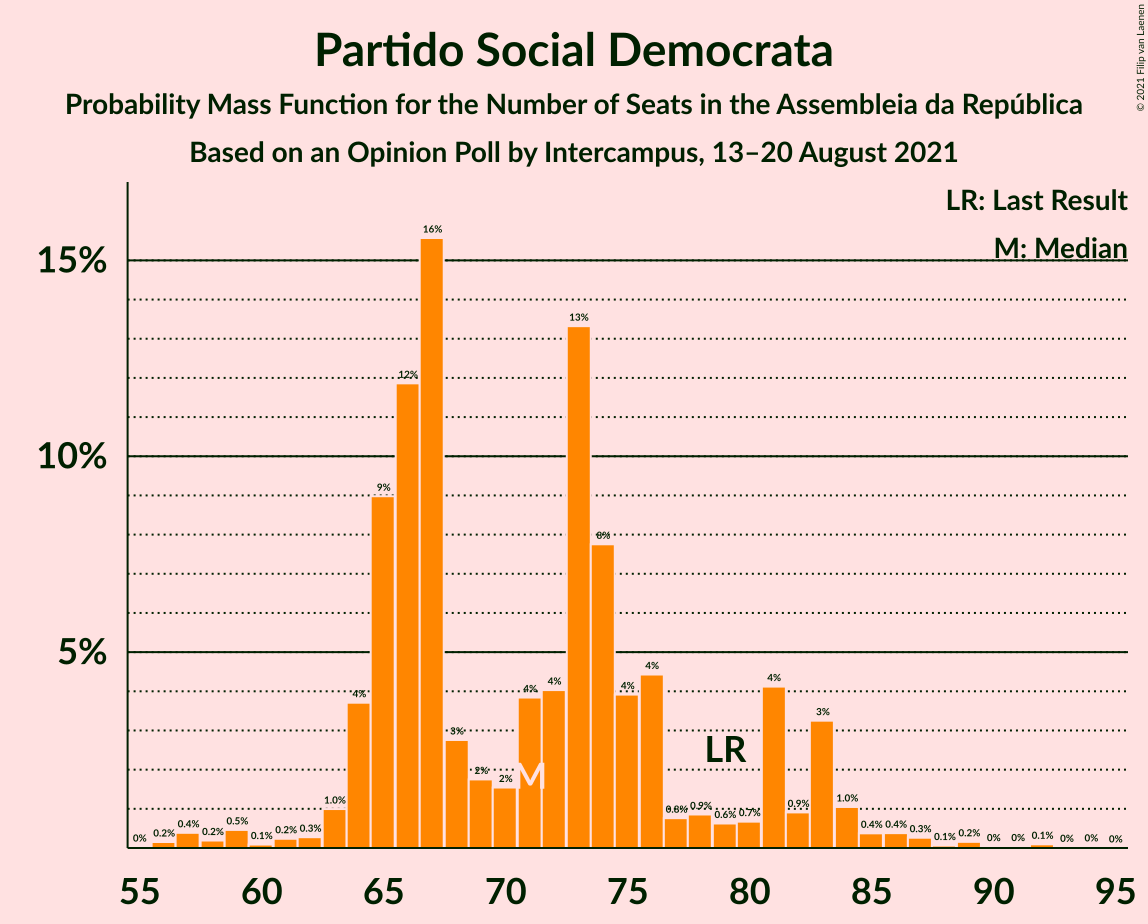 Partido Social Democrata
Probability Mass Function for the Number of Seats in the Assembleia da República
Based on an Opinion Poll by Intercampus, 13–20 August 2021
© 2021 Filip van Laenen
LR: Last Result
M: Median
15%
10%
5%
0% 0.2% 0.4% 0.2% 0.5% 0.1% 0.2% 0.3% 1.0% 4% 9% 12% 16% 3% 2% 2% 4% 4% 13% 8% 4% 4% 0.8% 0.9% 0.6% 0.7% 4% 0.9% 3% 1.0% 0.4% 0.4% 0.3% 0.1% 0.2% 0% 0% 0.1% 0% 0% 0%
LR
M
55 60 65 70 75 80 85 90 95